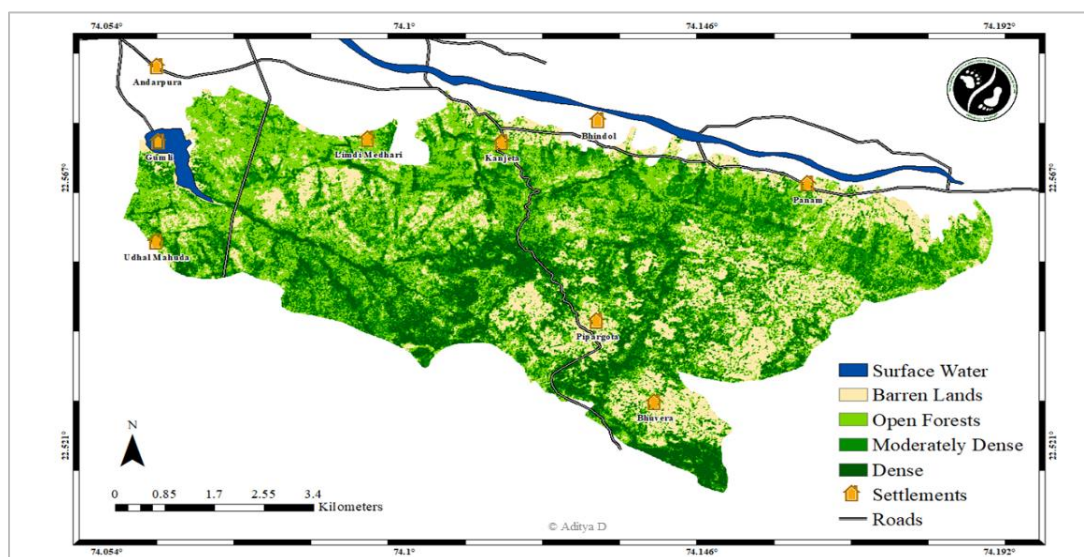 74.054°
74.1°
74.146°
74.192°
Andarpura
Gumli
Umdi Medhari
Kanjeta
Bhindol
Panam
22.567°
22.567°
Udhal Mahuda
Pipargota
Bhuvera
Surface Water
Barren Lands
Open Forests
Moderately Dense
Dense
Settlements
Roads
22.521°
22.521°
N
0 0.85 1.7 2.55 3.4
Kilometers
© Aditya D
74.054°
74.1°
74.146°
74.192°